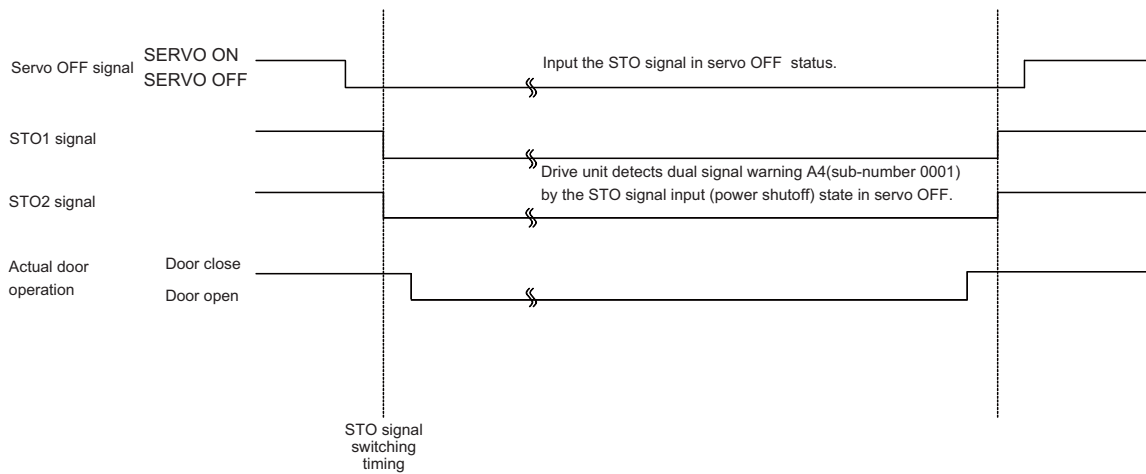 Servo OFF signal
SERVO ON
SERVO OFF
Input the STO signal in servo OFF status.
STO1 signal
Drive unit detects dual signal warning A4(sub-number 0001)
by the STO signal input (power shutoff) state in servo OFF.
STO2 signal
Actual door
operation
Door close
Door open
STO signal
switching
timing